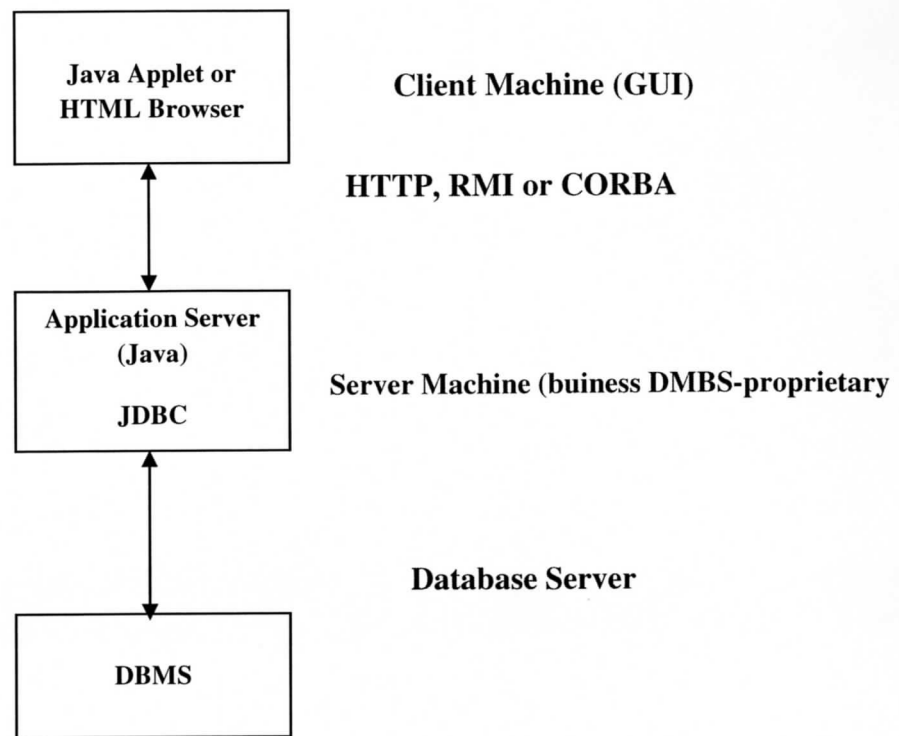 Java Applet or
HTML Browser
Client Machine (GUI)
HTTP, RMI or CORBA
Application Server
(Java)
JDBC
Server Machine (buiness DMBS-proprietary
Database Server
DBMS